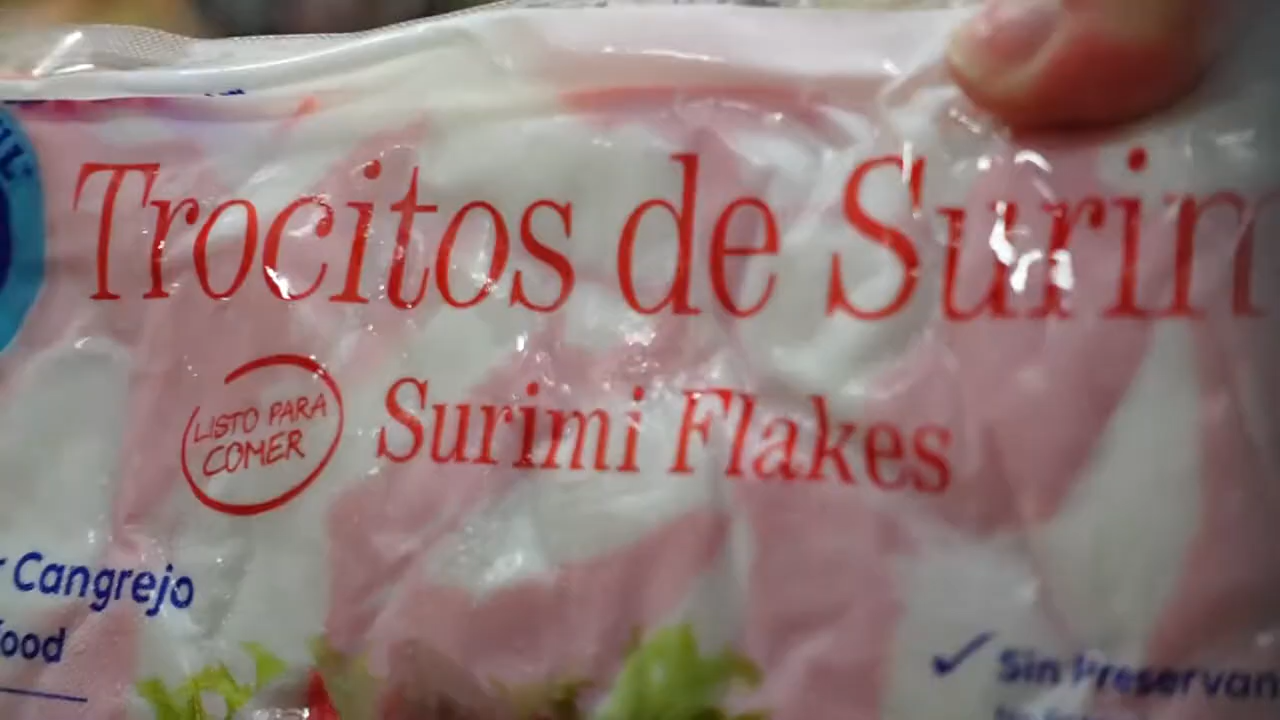 Trocitos de Surim
LISTO PARA
COMER
Surimi Flakes
Cangrejo
ood
Sin Preservan